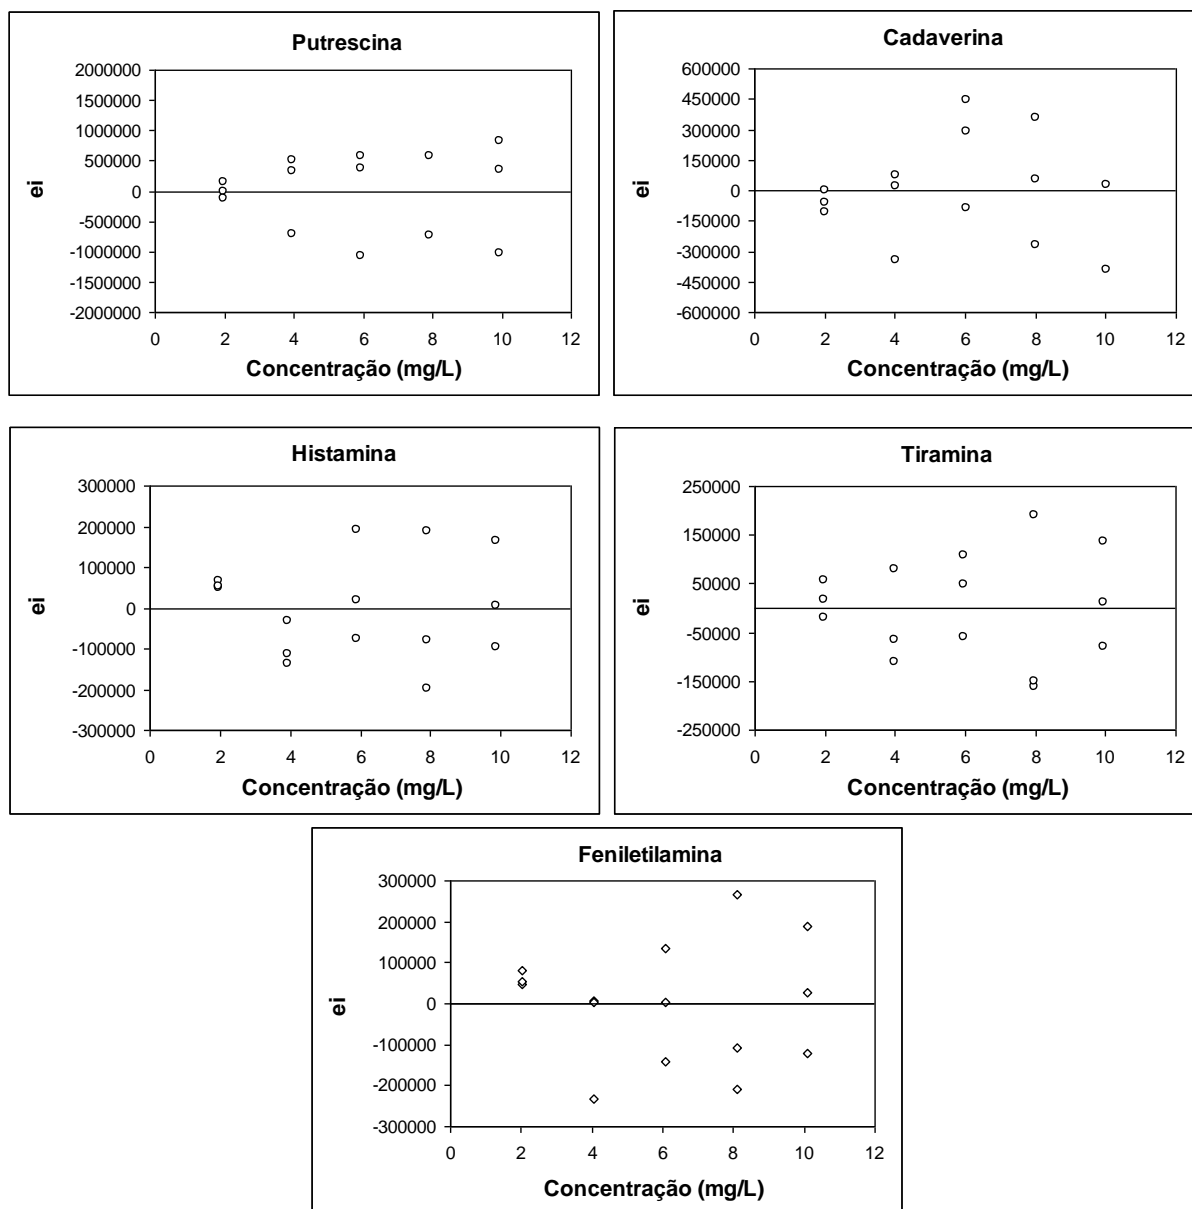 Putrescina
2000000
1500000
1000000
500000
0
-500000
-1000000
-1500000
-2000000
ei
0 2 4 6 8 10 12
Concentração (mg/L)
Cadaverina
600000
450000
300000
150000
0
-150000
-300000
-450000
-600000
ei
0 2 4 6 8 10 12
Concentração (mg/L)
Histamina
300000
200000
100000
0
-100000
-200000
-300000
ei
0 2 4 6 8 10 12
Concentração (mg/L)
Tiramina
250000
150000
50000
-50000
-150000
-250000
ei
0 2 4 6 8 10 12
Concentração (mg/L)
Feniletilamina
300000
200000
100000
0
-100000
-200000
-300000
ei
0 2 4 6 8 10 12
Concentração (mg/L)